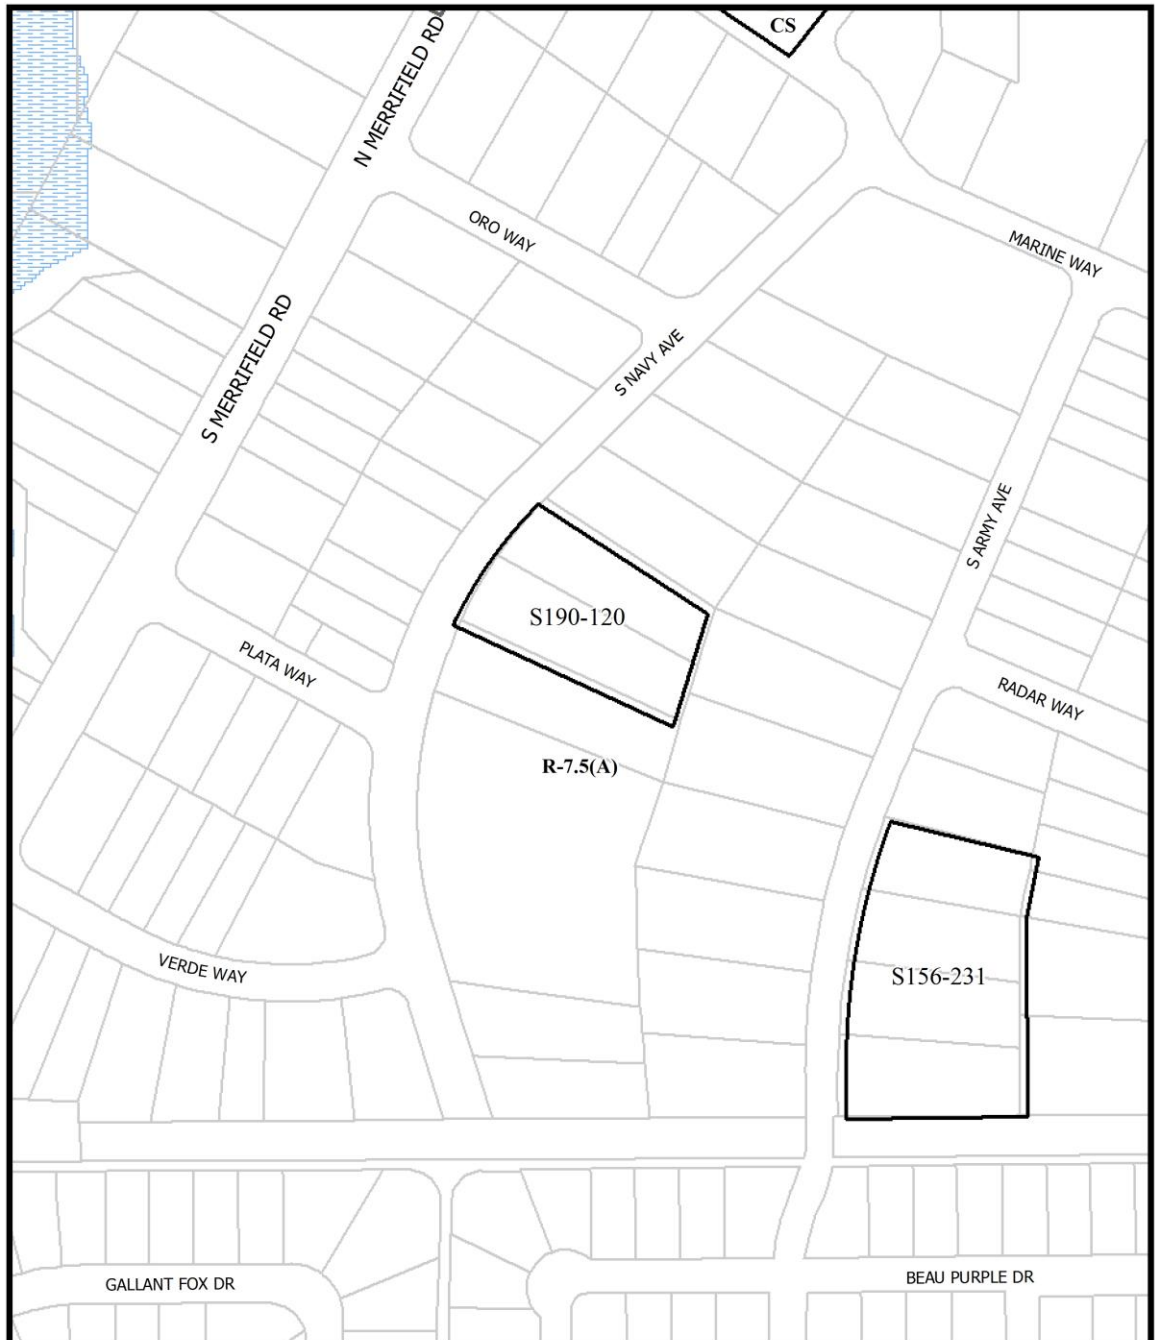 CS
N MERRIFIELD RD
ORO WAY
MARINE WAY
S MERRIFIELD RD
S NAVY AVE
S ARMY AVE
S190-120
PLATA WAY
RADAR WAY
R-7.5(A)
VERDE WAY
S156-231
GALLANT FOX DR
BEAU PURPLE DR